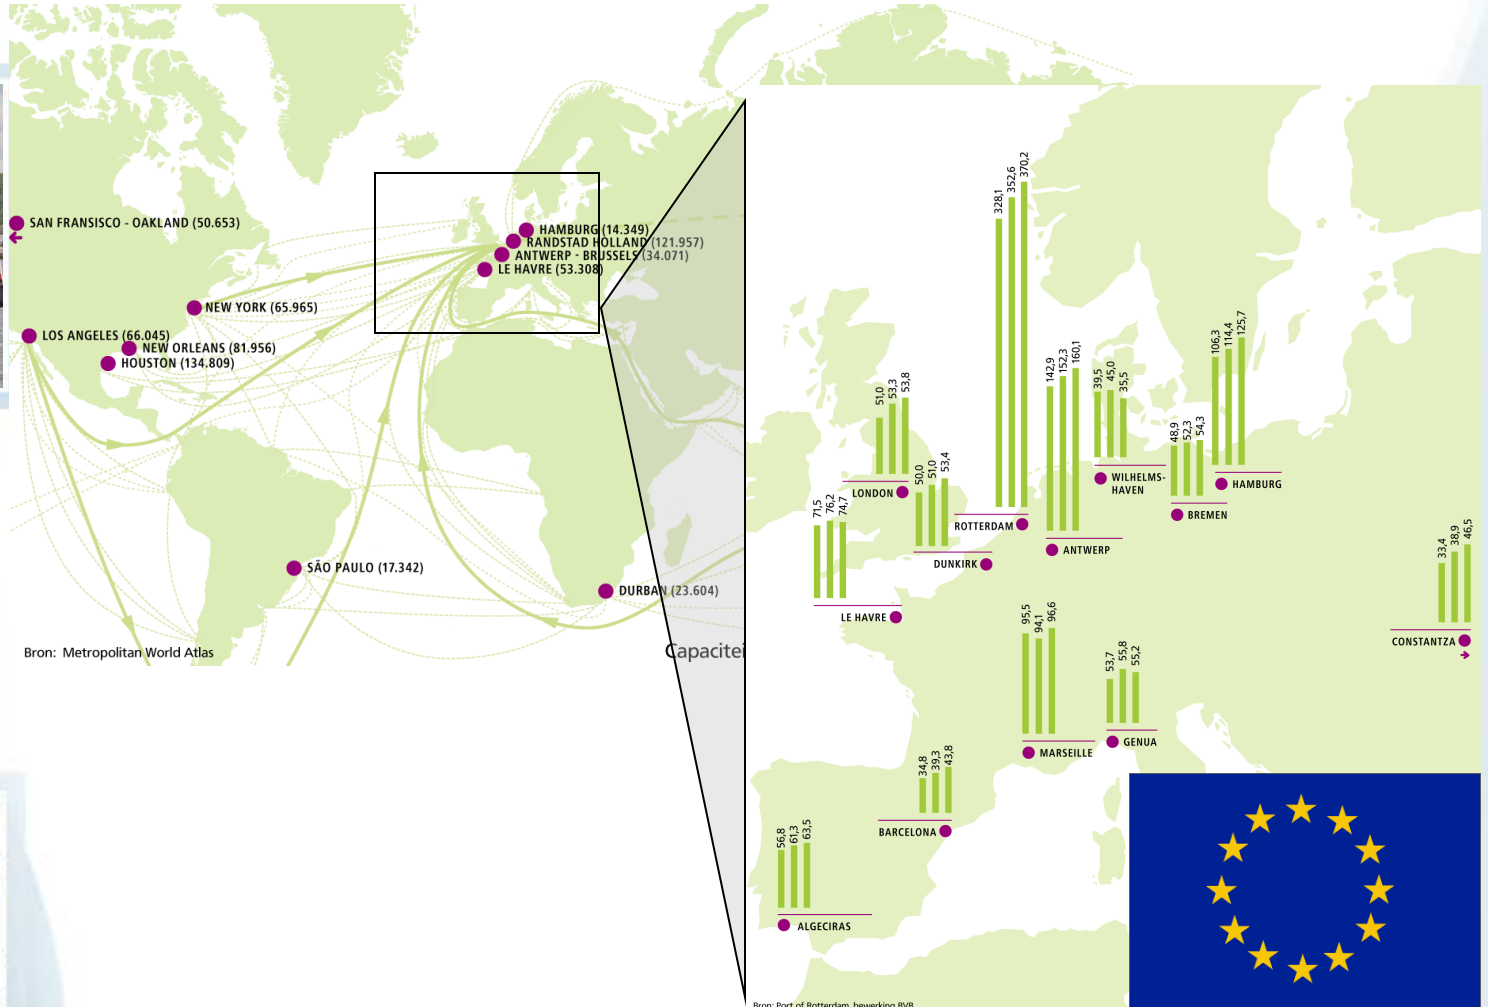 SAN FRANSISCO - OAKLAND (50.653)
HAMBURG (14.349)
RANDSTAD HOLLAND (121.957)
ANTWERP - BRUSSELS (34.071)
LE HAVRE (53.308)
NEW YORK (65.965)
LOS ANGELES (66.045)
NEW ORLEANS (81.956)
HOUSTON (134.809)
SÃO PAULO (17.342)
DURBAN (23.604)
Bron: Metropolitan World Atlas
328,1 352,6 370,2
ROTTERDAM
142,9 152,3 160,1
ANTWERP
39,5 45,0 35,5
WILHELMS-
HAVEN
48,9 52,3 54,3
BREMEN
106,3 114,4 125,7
HAMBURG
51,0 53,3 53,8
LONDON
50,0 51,0 53,4
DUNKIRK
71,5 76,2 74,7
LE HAVRE
33,4 38,9 46,5
CONSTANTZA
95,5 94,1 96,6
MARSEILLE
53,7 55,8 55,2
GENUA
34,8 39,3 43,8
BARCELONA
56,8 61,3 63,5
ALGECIRAS
Bron: Port of Rotterdam, bewerking BVB